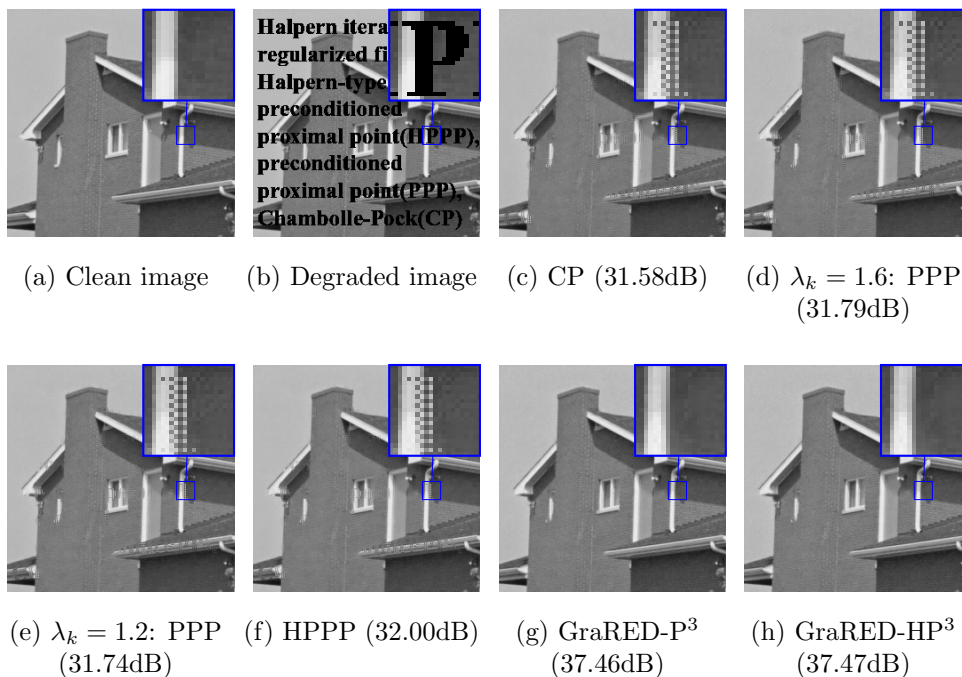 Halpern itera
regularized fi
Halpern-type
preconditioned
proximal point(HPPP),
preconditioned
proximal point(PPP),
Chambolle-Pock(CP)
P
(a) Clean image
(b) Degraded image
(c) CP (31.58dB)
(d) λₖ = 1.6: PPP
(31.79dB)
(e) λₖ = 1.2: PPP
(31.74dB)
(f) HPPP (32.00dB)
(g) GraRED-P³
(37.46dB)
(h) GraRED-HP³
(37.47dB)